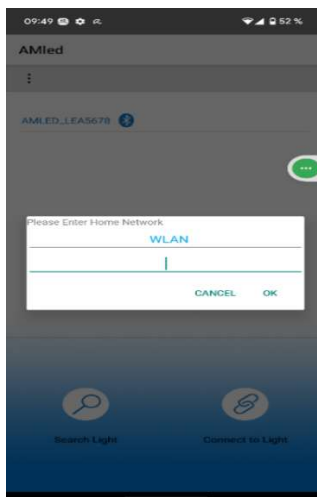 09:49 52 %
AMled
AMLED_LEA5678
Please Enter Home Network
WLAN
CANCEL OK
Search Light Connect to Light